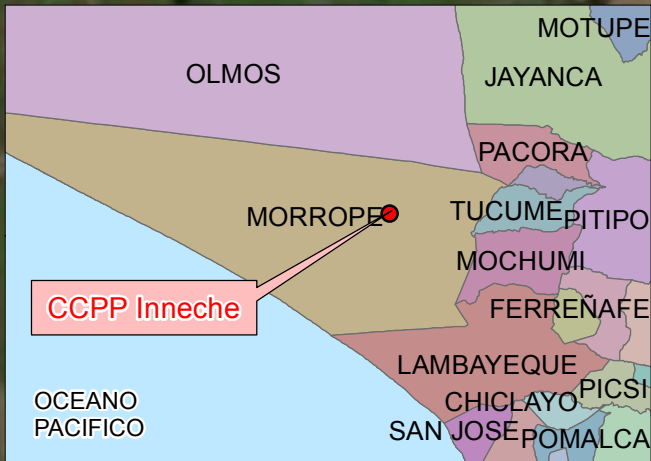 MOTUPE
OLMOS
JAYANCA
PACORA
MORROPE
TUCUME
PITIPO
MOCHUMI
CCPP Inneche
FERREÑAFE
LAMBAYEQUE
PICSI
CHICLAYO
OCEANO
PACIFICO
SAN JOSE
POMALCA